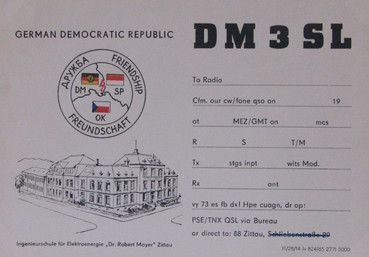 GERMAN DEMOCRATIC REPUBLIC
DM 3 SL
ДРУЖБА FRIENDSHIP
DM SP
OK
FREUNDSCHAFT
To Radio
Cfm. our cw/fone qso on 19
at MEZ/GMT on mcs
R S T/M
Tx stgs inpt wits Mod.
Rx ant
vy 73 es fb dx! Hpe cuagn, dr op:
PSE/TNX QSL via Bureau
or direct to: 88 Zittau, Schliebenstraße
Ingenieurschule für Elektroenergie „Dr. Robert Mayer" Zittau